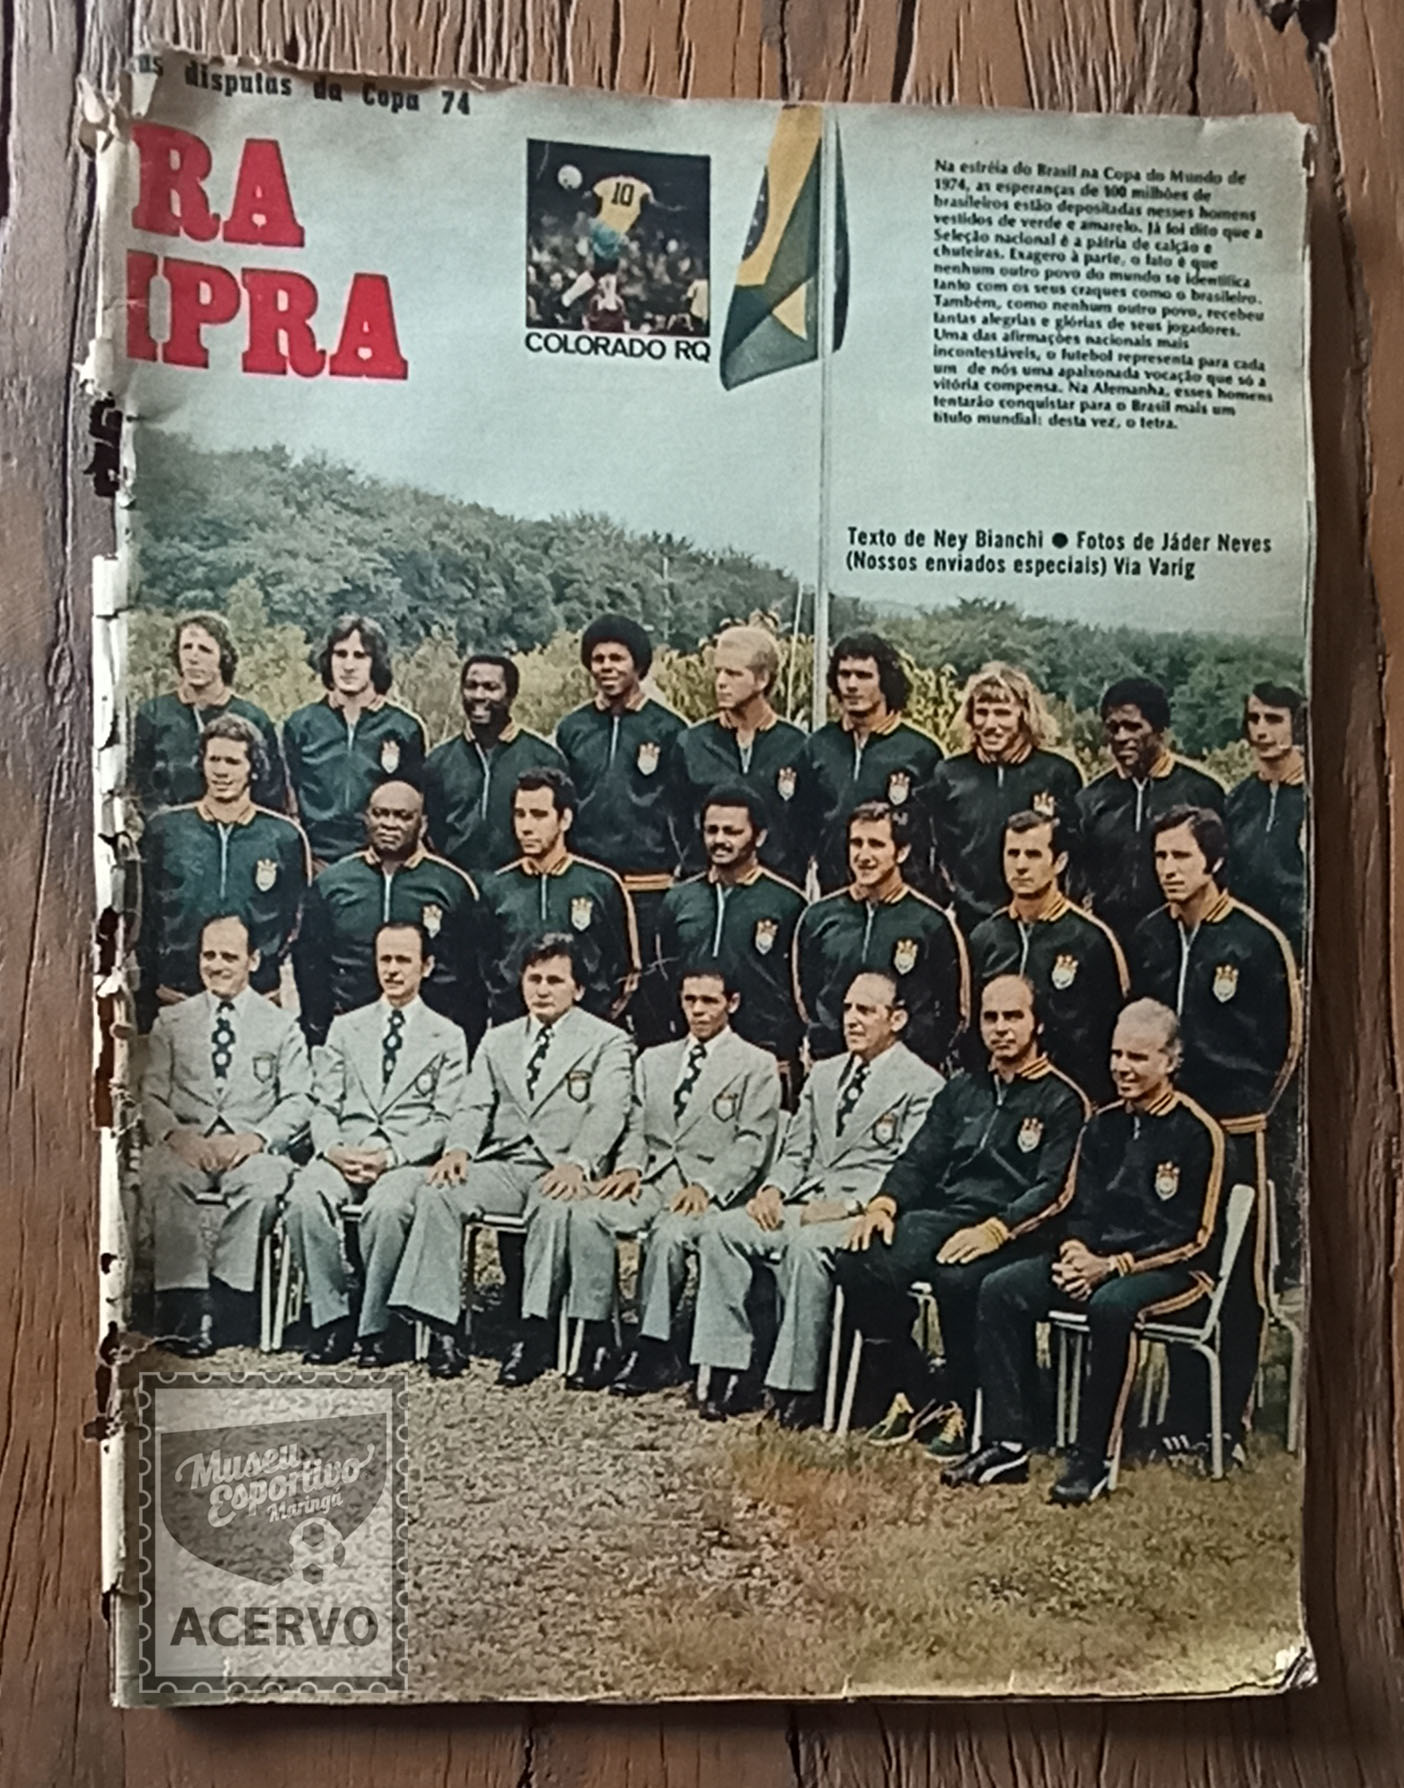 as disputas da Copa 74
RA
MPRA
10
COLORADO RQ
Na estréia do Brasil na Copa do Mundo de
1974, as esperanças de 100 milhões de
brasileiros estão depositadas nesses homens
vestidos de verde e amarelo. Já foi dito que a
Seleção nacional é a pátria de calção e
chuteiras. Exagero à parte, o fato é que
nenhum outro povo do mundo se identifica
tanto com os seus craques como o brasileiro.
Também, como nenhum outro povo, recebeu
tantas alegrias e glórias de seus jogadores.
Uma das afirmações nacionais mais
incontestáveis, o futebol representa para cada
um de nós uma apaixonada vocação que só a
vitória compensa. Na Alemanha, esses homens
tentarão conquistar para o Brasil mais um
título mundial: desta vez, o tetra.
Texto de Ney Bianchi ● Fotos de Jáder Neves
(Nossos enviados especiais) Via Varig
Museu
Esportivo
Maringá
ACERVO